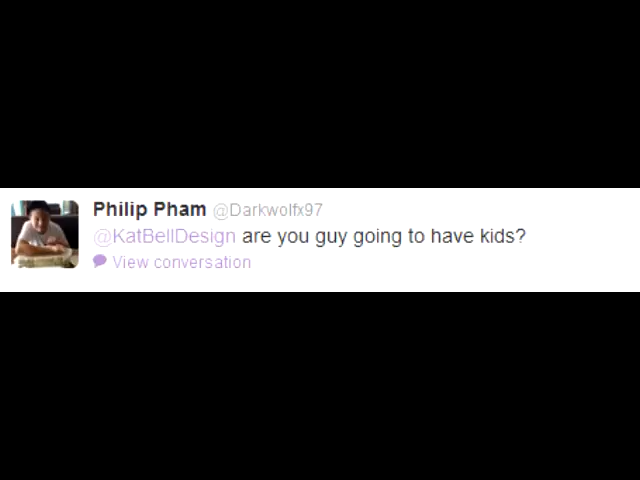 Philip Pham @Darkwolfx97
@KatBellDesign are you guy going to have kids?
View conversation